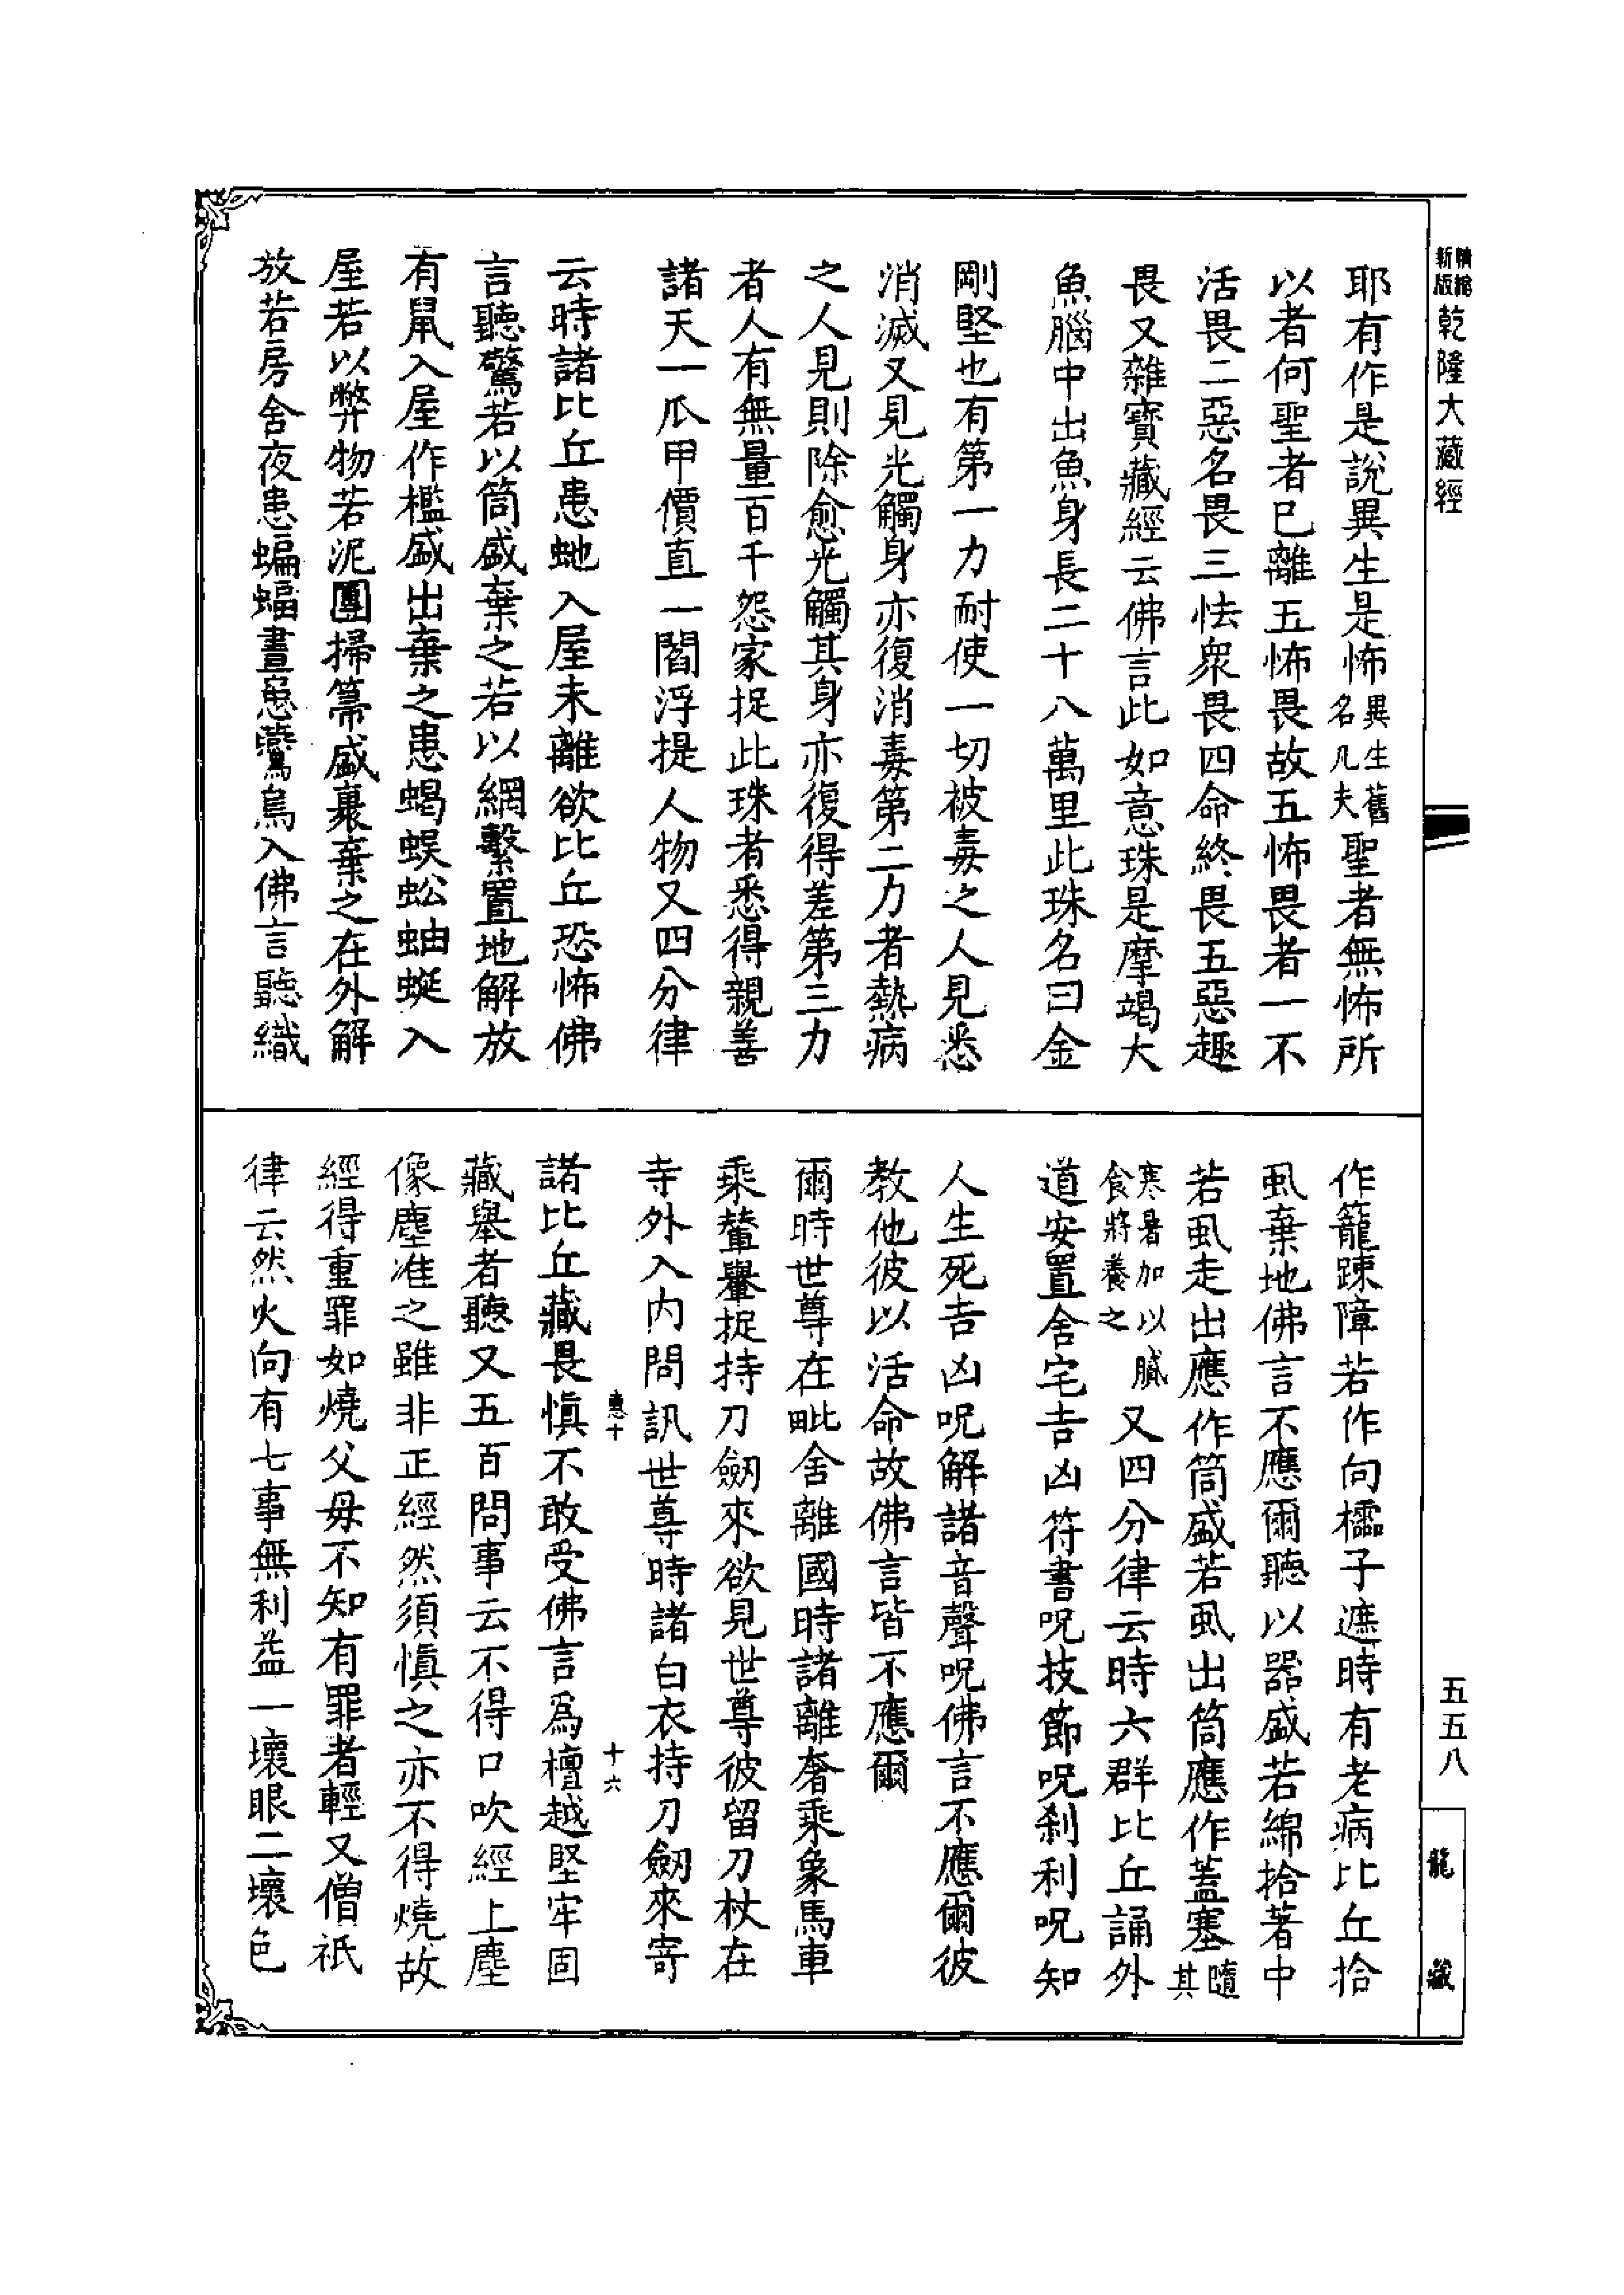 精縮
新版
乾隆大藏經
五五八
龍藏
耶有作是說異生是怖異生舊名凡夫聖者無怖所
以者何聖者已離五怖畏故五怖畏者一不
活畏二惡名畏三怯眾畏四命終畏五惡趣
畏又雜寶藏經云佛言此如意珠是摩竭大
魚腦中出魚身長二十八萬里此珠名曰金
剛堅也有第一力耐使一切被毒之人見悉
消滅又見光觸身亦復消毒第二力者熱病
之人見則除愈光觸其身亦復得差第三力
者人有無量百千怨家捉此珠者悉得親善
諸天一爪甲價直一閻浮提人物又四分律
云時諸比丘患虵入屋未離欲比丘恐怖佛
言聽驚若以筒盛棄之若以網繫置地解放
有鼠入屋作檻盛出棄之患蝎蜈蚣蚰蜒入
屋若以弊物若泥團掃箒盛裹棄之在外解
放若房舍夜患蝙蝠晝患鷰鳥入佛言聽織
作籠踈障若作向櫺子遮時有老病比丘拾
虱棄地佛言不應爾聽以器盛若綿拾著中
若虱走出應作筒盛若虱出筒應作蓋塞隨其
寒暑加以膩食將養之又四分律云時六群比丘誦外
道安置舍宅吉凶符書呪技節呪刹利呪知
人生死吉凶呪解諸音聲呪佛言不應爾彼
教他彼以活命故佛言皆不應爾
爾時世尊在毗舍離國時諸離奢乘象馬車
乘輦轝捉持刀劒來欲見世尊彼留刀杖在
寺外入內問訊世尊時諸白衣持刀劒來寄
惠十
十六
諸比丘藏畏慎不敢受佛言為檀越堅牢固
藏舉者聽又五百問事云不得口吹經上塵
像塵准之雖非正經然須慎之亦不得燒故
經得重罪如燒父母不知有罪者輕又僧祇
律云然火向有七事無利益一壞眼二壞色